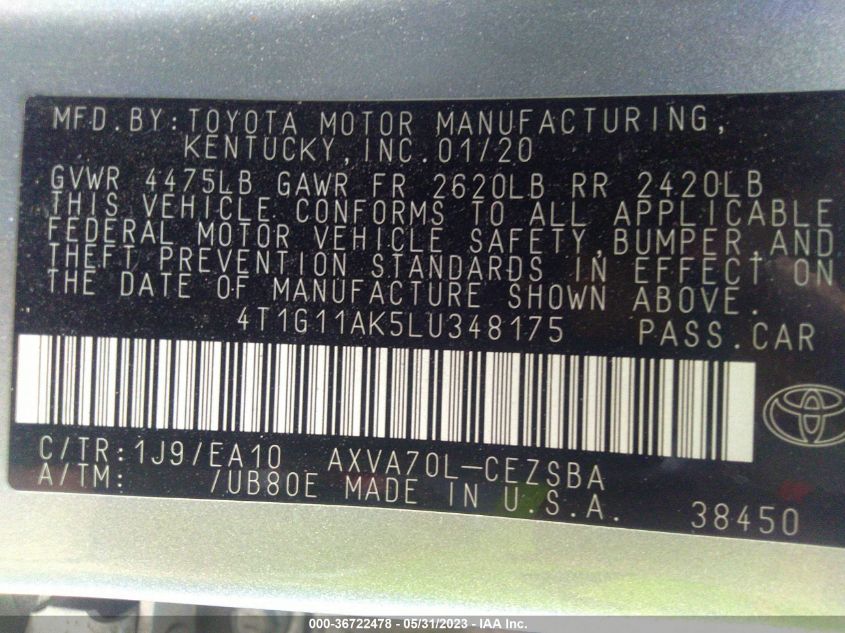 MFD.BY:TOYOTA MOTOR MANUFACTURING,
KENTUCKY,INC.01/20
GVWR 4475LB GAWR FR 2620LB RR 2420LB
THIS VEHICLE CONFORMS TO ALL APPLICABLE
FEDERAL MOTOR VEHICLE SAFETY,BUMPER,AND
THEFT PREVENTION STANDARDS IN EFFECT ON
THE DATE OF MANUFACTURE SHOWN ABOVE.
4T1G11AK5LU348175 PASS.CAR
C/TR:1J9/EA10 AXVA70L-CEZSBA
A/TM: /UB80E MADE IN U.S.A. 38450
000-36722478 - 05/31/2023 - IAA Inc.